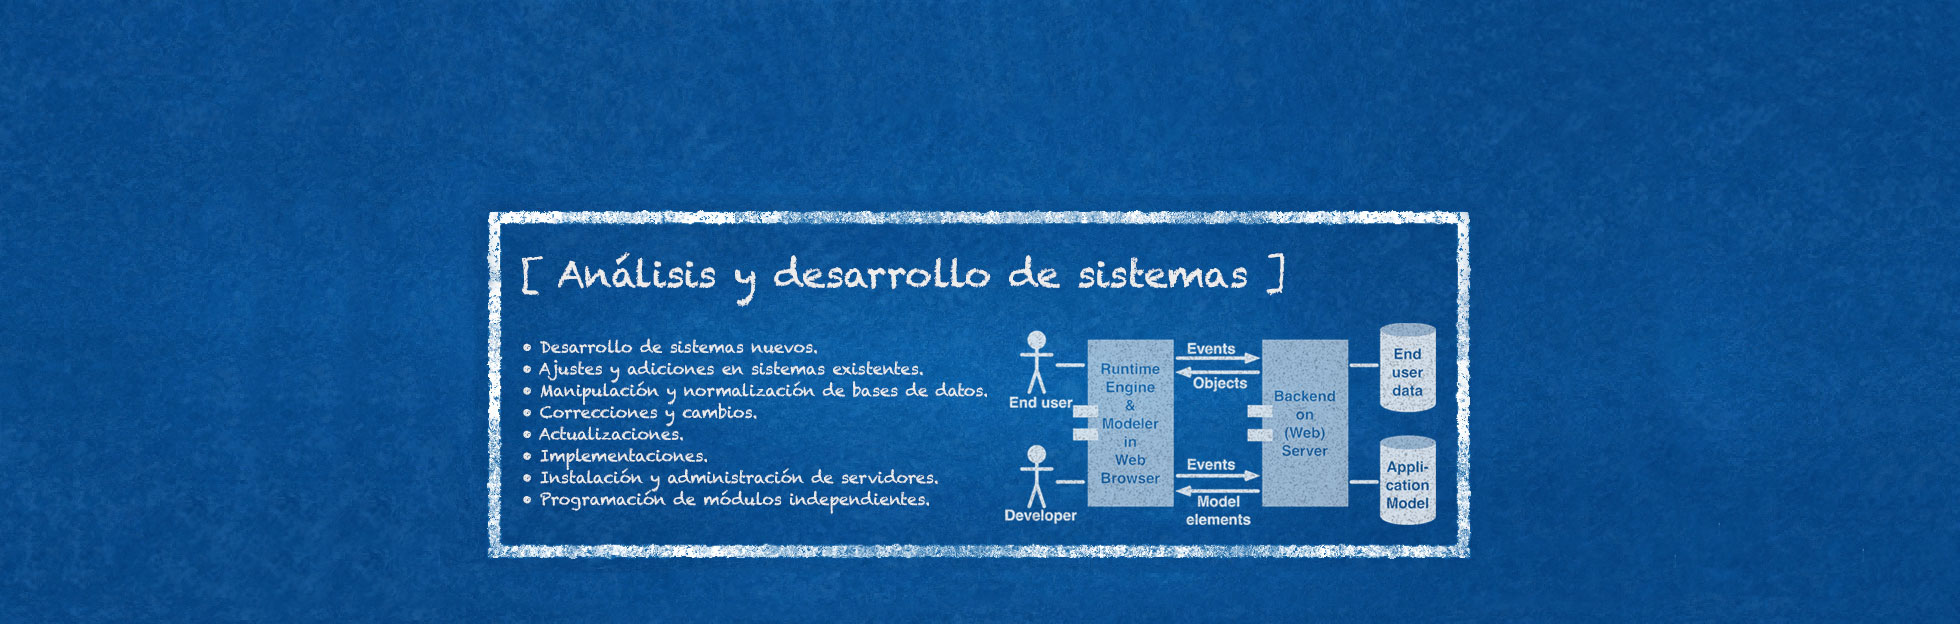 [ Análisis y desarrollo de sistemas ]
• Desarrollo de sistemas nuevos.
• Ajustes y adiciones en sistemas existentes.
• Manipulación y normalización de bases de datos.
• Correcciones y cambios.
• Actualizaciones.
• Implementaciones.
• Instalación y administración de servidores.
• Programación de módulos independientes.
End user
Developer
Runtime
Engine
&
Modeler
in
Web
Browser
Events
Objects
Events
Model
elements
Backend
on
(Web)
Server
End
user
data
Appli-
cation
Model